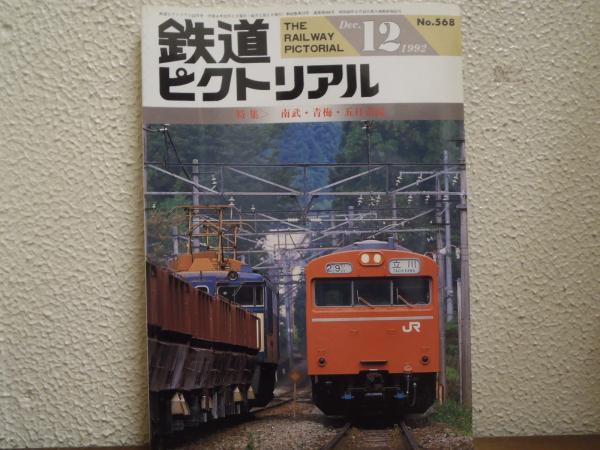 鉄道
ピクトリアル
THE
RAILWAY
PICTORIAL
Dec. 12 1992
No.568
特集> 南武・青梅・五日市線
立川
TACHIKAWA
JR